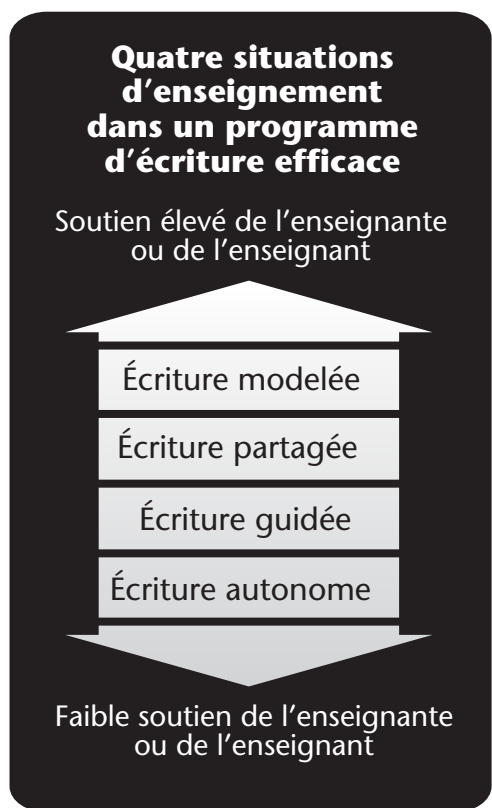 Quatre situations
d’enseignement
dans un programme
d’écriture efficace
Soutien élevé de l’enseignante
ou de l’enseignant
Écriture modelée
Écriture partagée
Écriture guidée
Écriture autonome
Faible soutien de l’enseignante
ou de l’enseignant